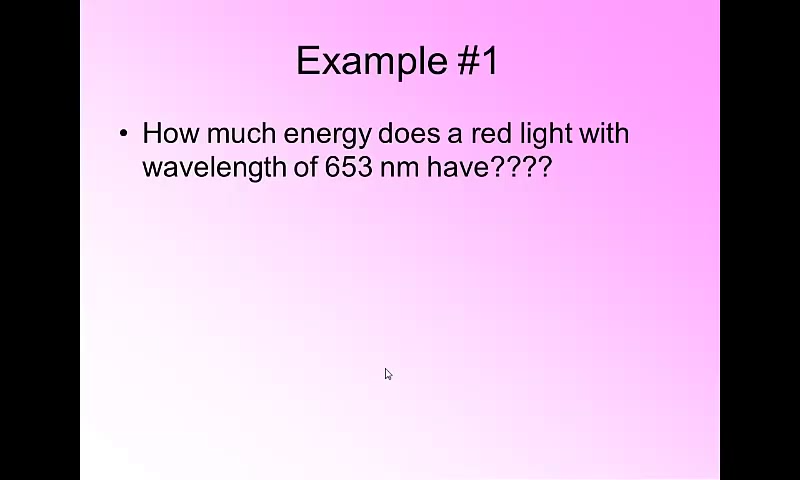 Example #1
• How much energy does a red light with
wavelength of 653 nm have????